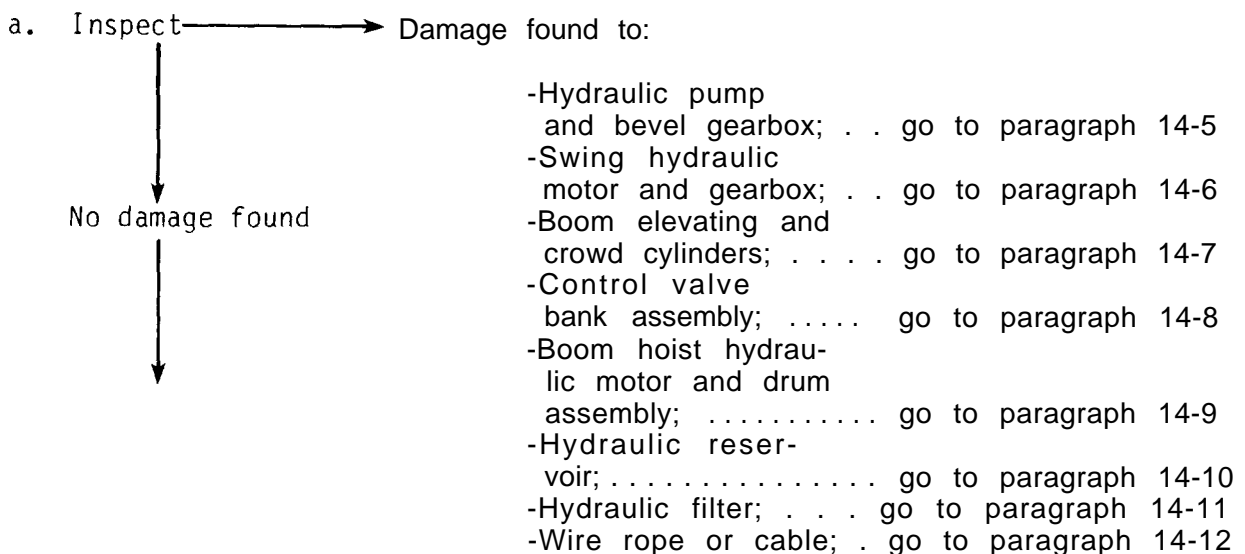 a. Inspect Damage found to:
-Hydraulic pump
and bevel gearbox; . . go to paragraph 14-5
-Swing hydraulic
motor and gearbox; . . go to paragraph 14-6
No damage found
-Boom elevating and
crowd cylinders; . . . . go to paragraph 14-7
-Control valve
bank assembly; ..... go to paragraph 14-8
-Boom hoist hydrau-
lic motor and drum
assembly; ........... go to paragraph 14-9
-Hydraulic reser-
voir; ............... go to paragraph 14-10
-Hydraulic filter; . . . go to paragraph 14-11
-Wire rope or cable; . go to paragraph 14-12